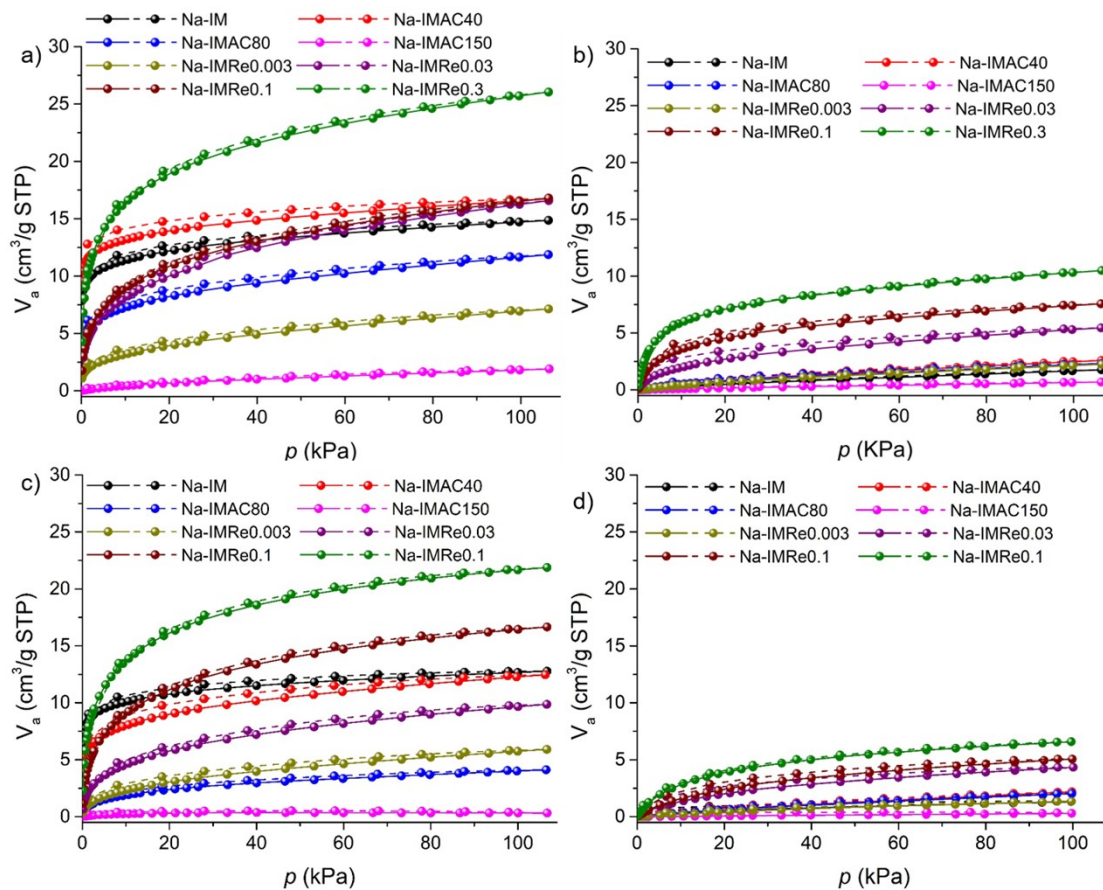 a)
Na-IM Na-IMAC40
Na-IMAC80 Na-IMAC150
Na-IMRe0.003 Na-IMRe0.03
Na-IMRe0.1 Na-IMRe0.3
30
25
20
15
10
5
0
Va (cm3/g STP)
0 20 40 60 80 100
p (kPa)
b)
Na-IM Na-IMAC40
Na-IMAC80 Na-IMAC150
Na-IMRe0.003 Na-IMRe0.03
Na-IMRe0.1 Na-IMRe0.3
30
25
20
15
10
5
0
Va (cm3/g STP)
0 20 40 60 80 100
p (KPa)
c)
Na-IM Na-IMAC40
Na-IMAC80 Na-IMAC150
Na-IMRe0.003 Na-IMRe0.03
Na-IMRe0.1 Na-IMRe0.1
30
25
20
15
10
5
0
Va (cm3/g STP)
0 20 40 60 80 100
p (kPa)
d)
Na-IM Na-IMAC40
Na-IMAC80 Na-IMAC150
Na-IMRe0.003 Na-IMRe0.03
Na-IMRe0.1 Na-IMRe0.1
30
25
20
15
10
5
0
Va (cm3/g STP)
0 20 40 60 80 100
p (kPa)